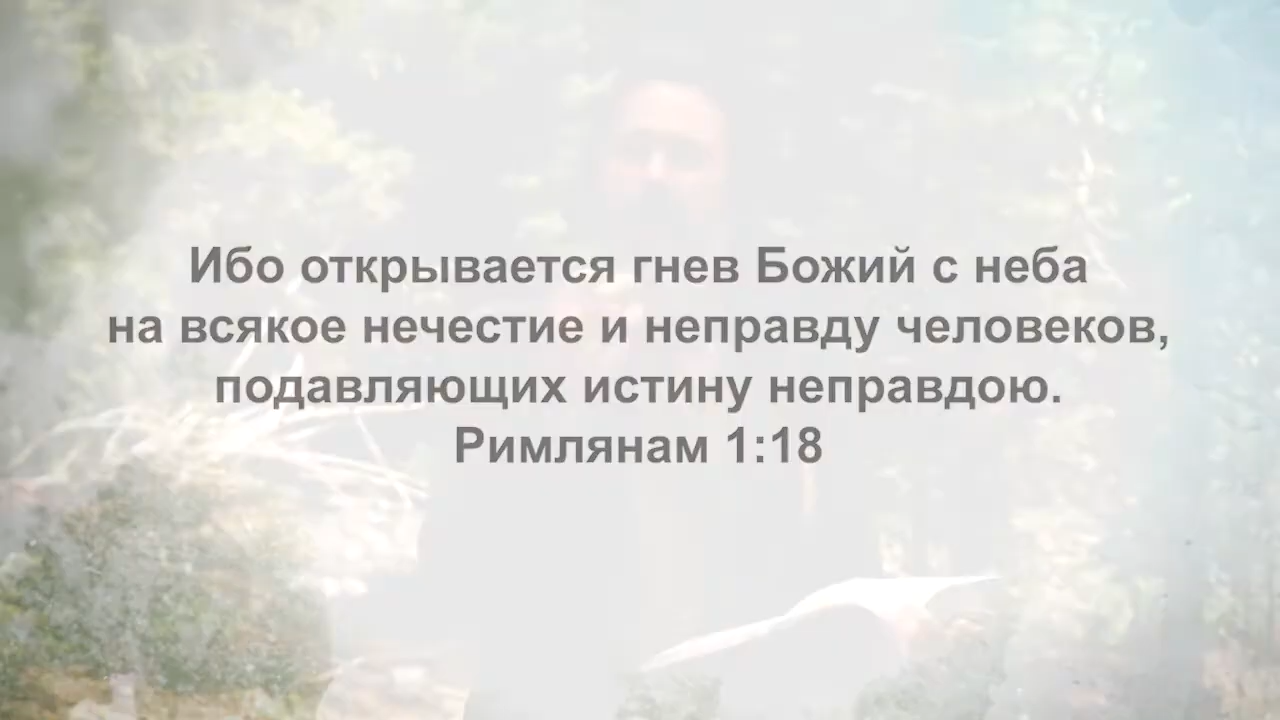 Ибо открывается гнев Божий с неба
на всякое нечестие и неправду человеков,
подавляющих истину неправдою.
Римлянам 1:18